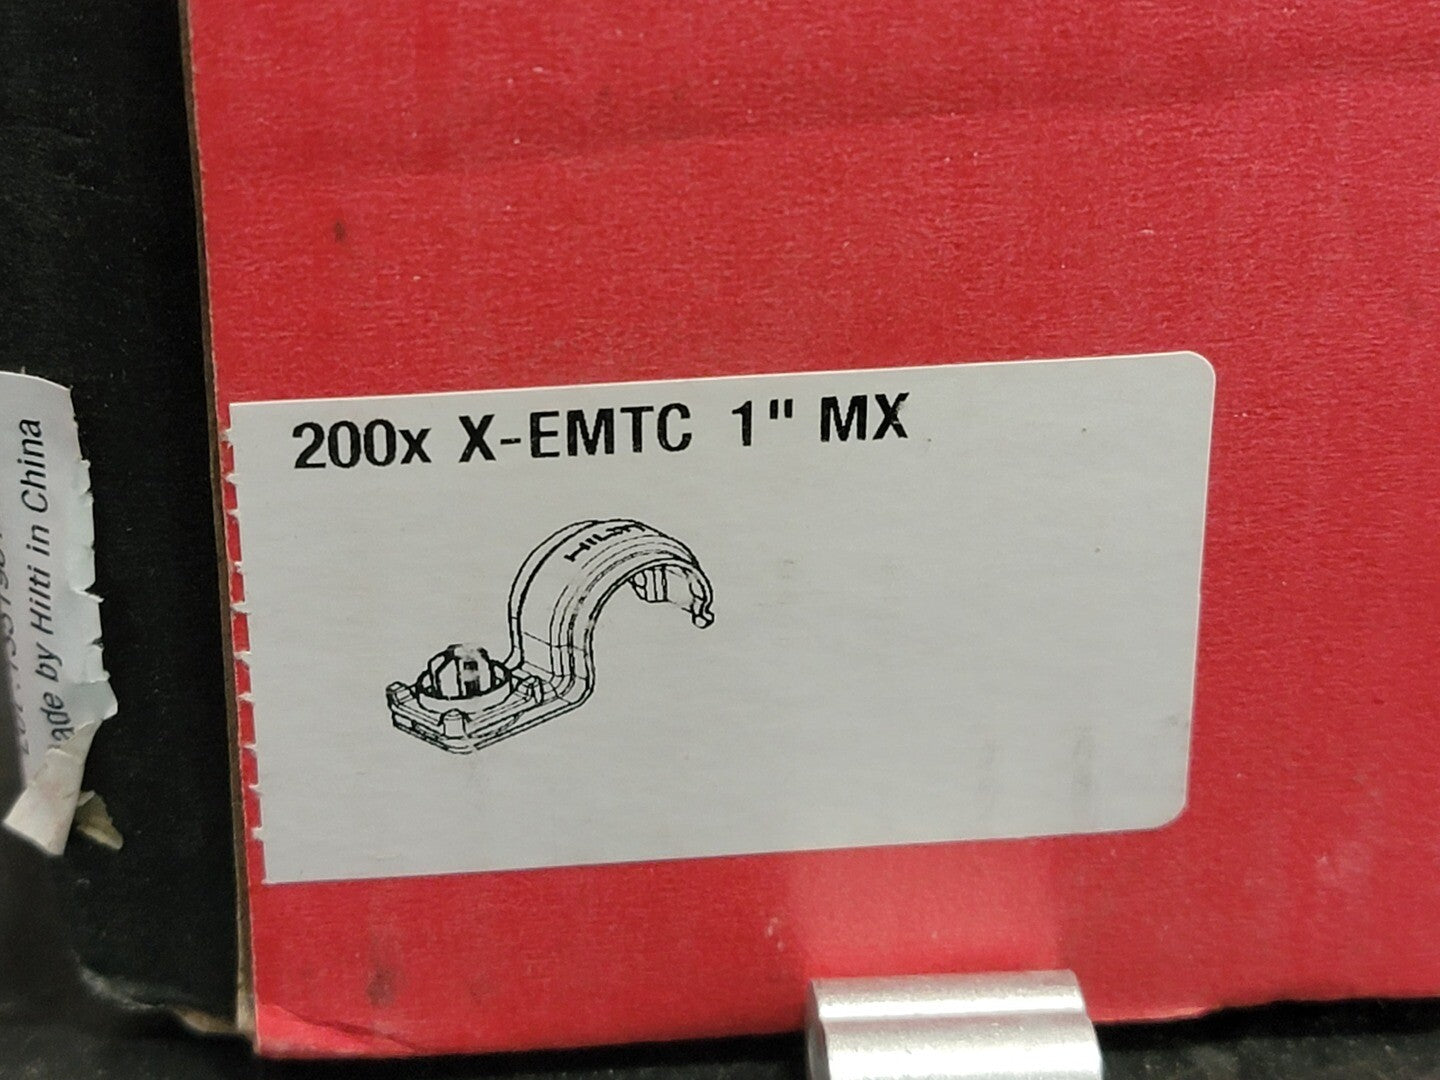 200x X-EMTC 1" MX
HILTI
ade by Hilti in China